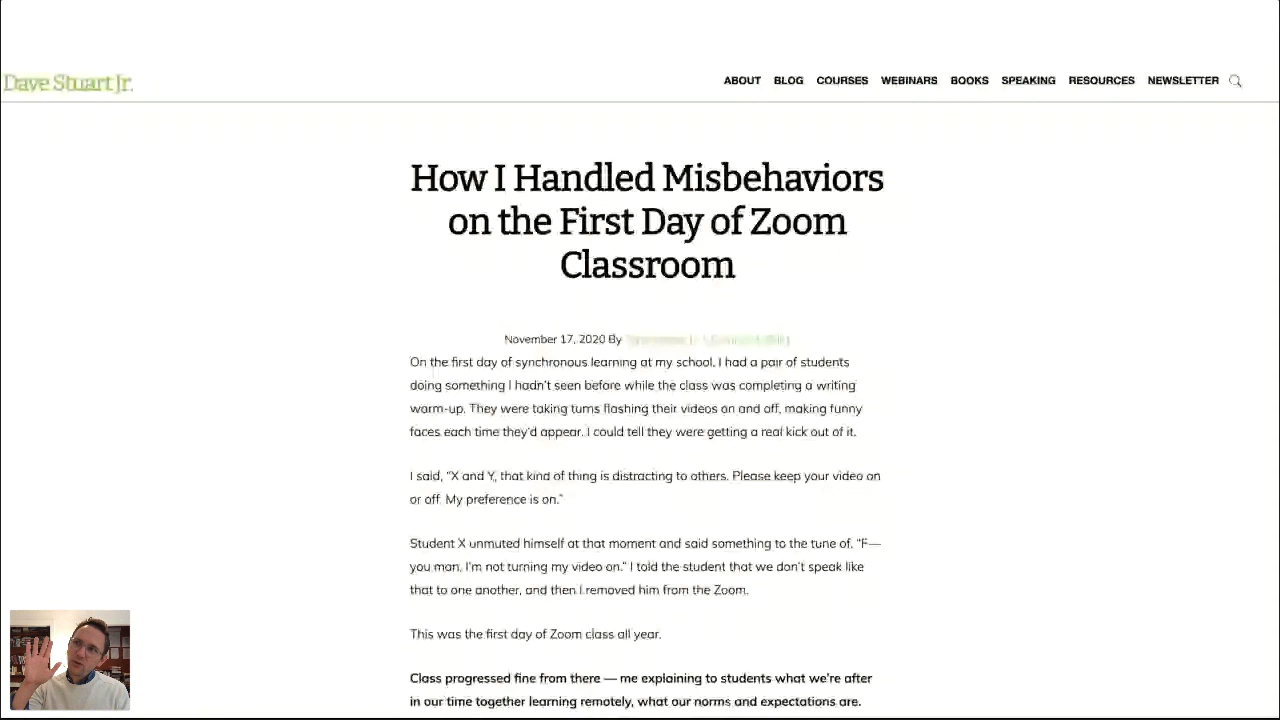 Dave Stuart Jr.
ABOUT BLOG COURSES WEBINARS BOOKS SPEAKING RESOURCES NEWSLETTER
How I Handled Misbehaviors
on the First Day of Zoom
Classroom
November 17, 2020 By
On the first day of synchronous learning at my school, I had a pair of students
doing something I hadn't seen before while the class was completing a writing
warm-up. They were taking turns flashing their videos on and off, making funny
faces each time they'd appear. I could tell they were getting a real kick out of it.
I said, "X and Y, that kind of thing is distracting to others. Please keep your video on
or off. My preference is on."
Student X unmuted himself at that moment and said something to the tune of, "F—
you man, I'm not turning my video on." I told the student that we don't speak like
that to one another, and then I removed him from the Zoom.
This was the first day of Zoom class all year.
Class progressed fine from there — me explaining to students what we're after
in our time together learning remotely, what our norms and expectations are.